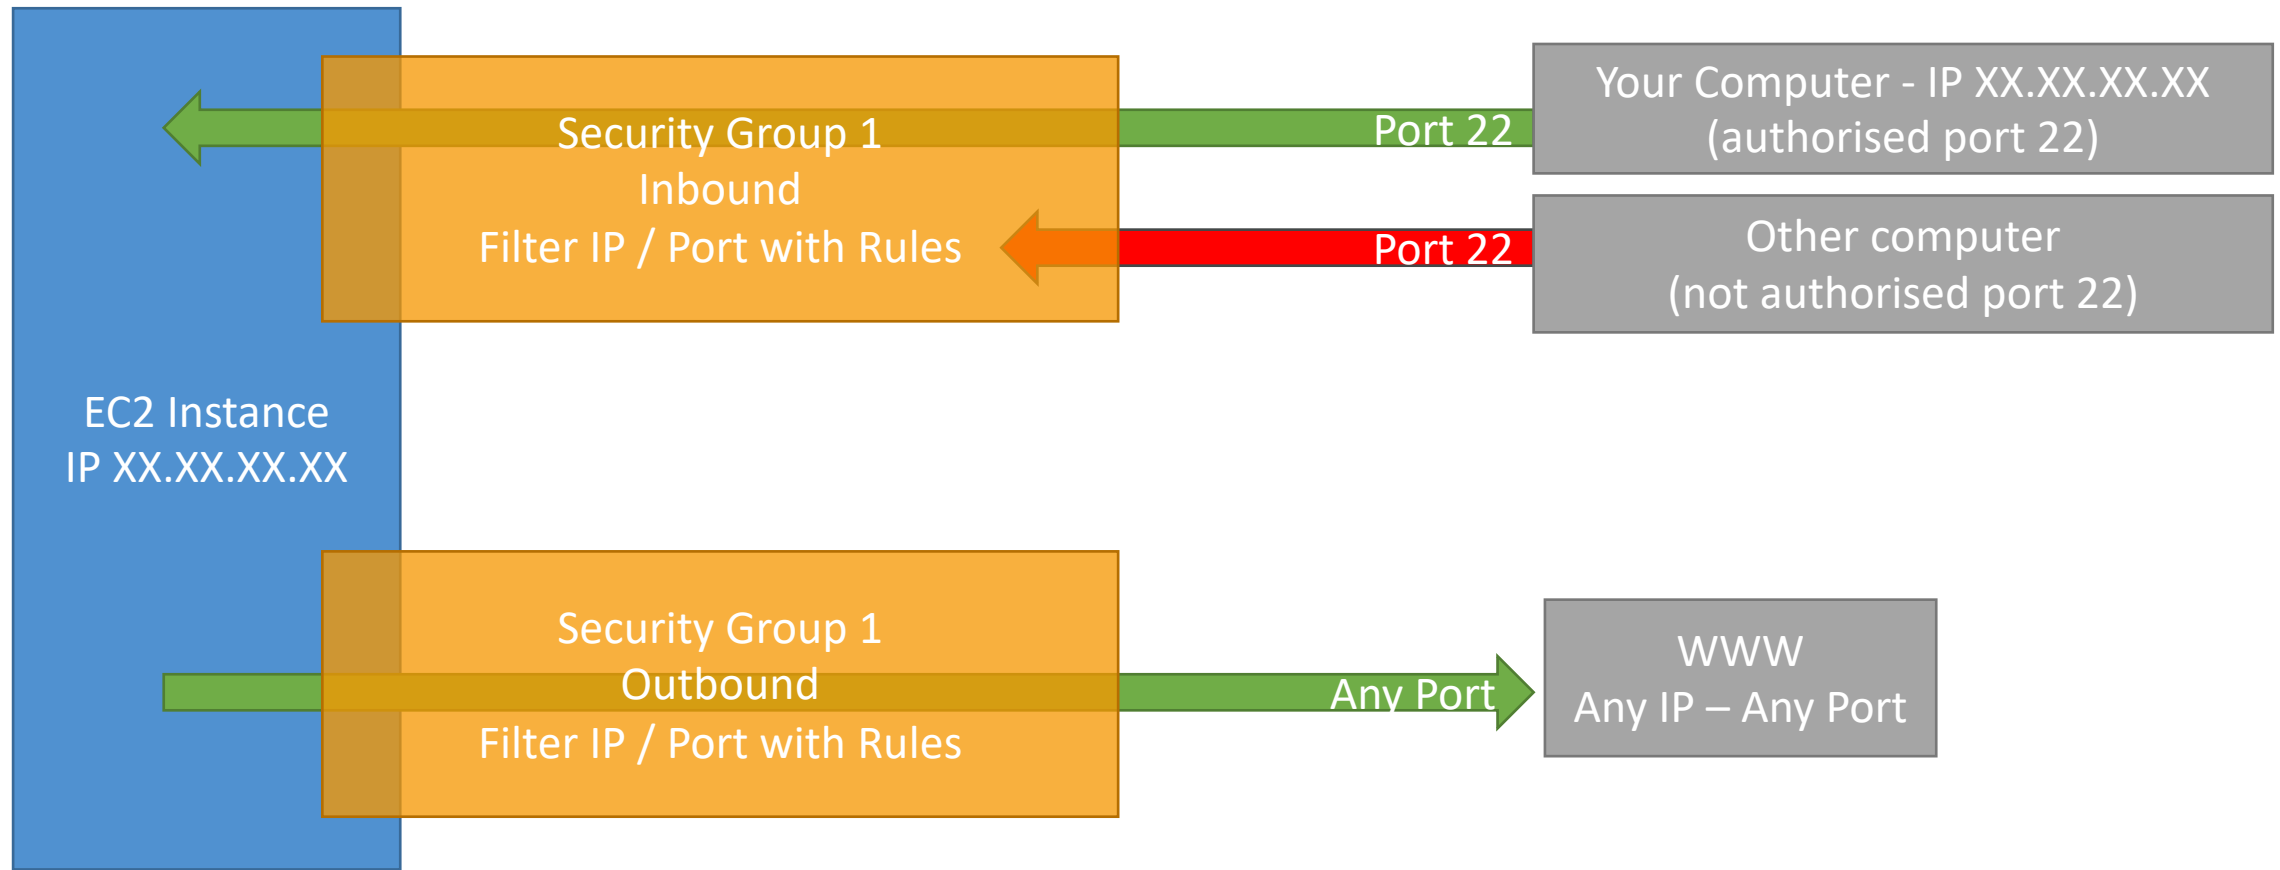 Your Computer - IP XX.XX.XX.XX
(authorised port 22)
Port 22
Security Group 1
Inbound
Filter IP / Port with Rules
Port 22
Other computer
(not authorised port 22)
EC2 Instance
IP XX.XX.XX.XX
Security Group 1
Outbound
Filter IP / Port with Rules
Any Port
WWW
Any IP – Any Port